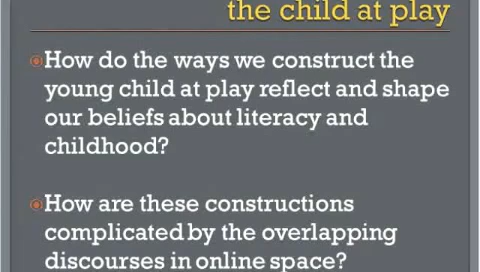 the child at play
How do the ways we construct the
young child at play reflect and shape
our beliefs about literacy and
childhood?
How are these constructions
complicated by the overlapping
discourses in online space?